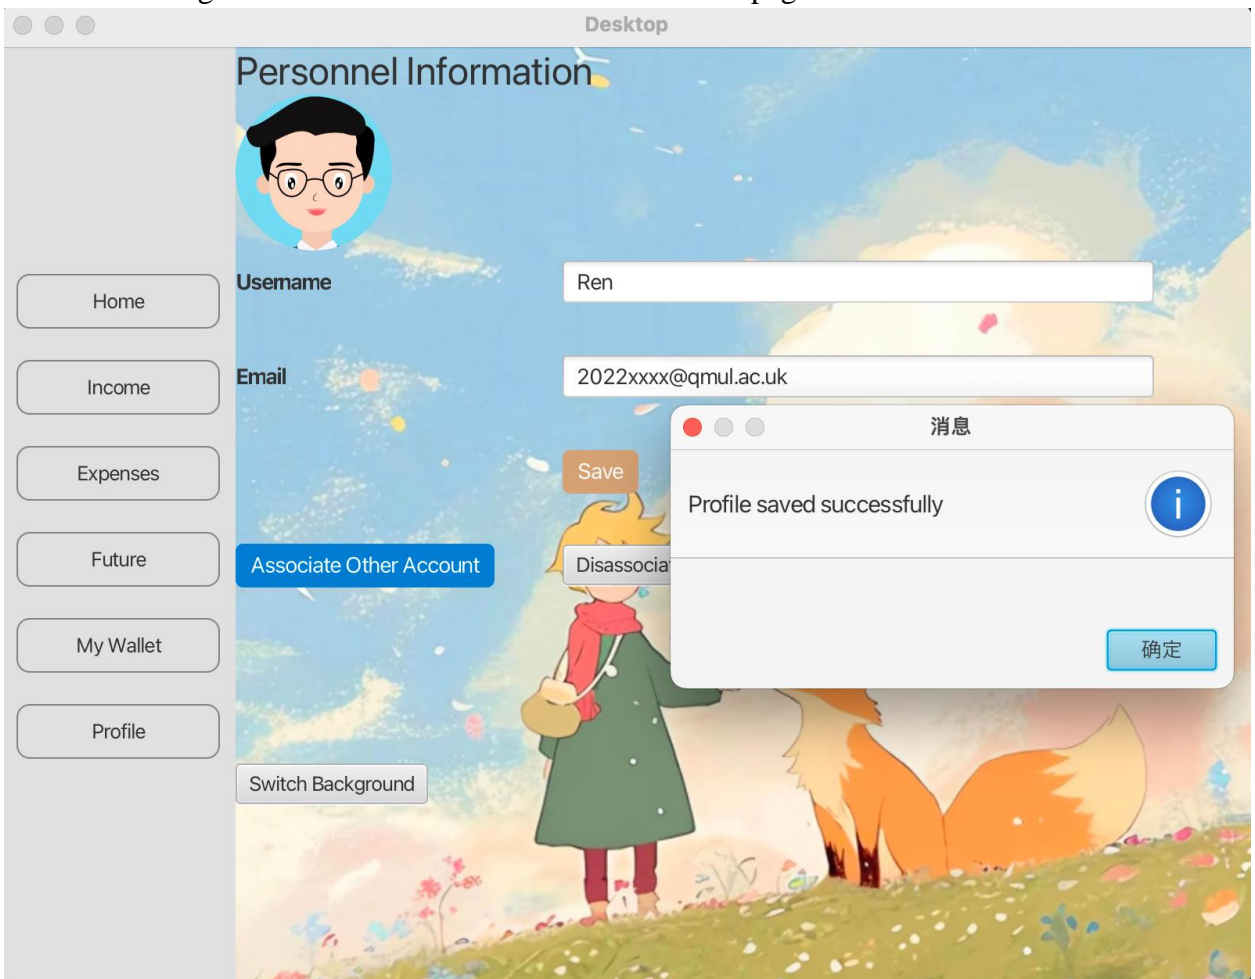 Desktop
Personnel Information
Username
Ren
Home
Email
2022xxxx@qmul.ac.uk
Income
消息
Save
Expenses
Profile saved successfully
Future
Associate Other Account
My Wallet
确定
Profile
Switch Background